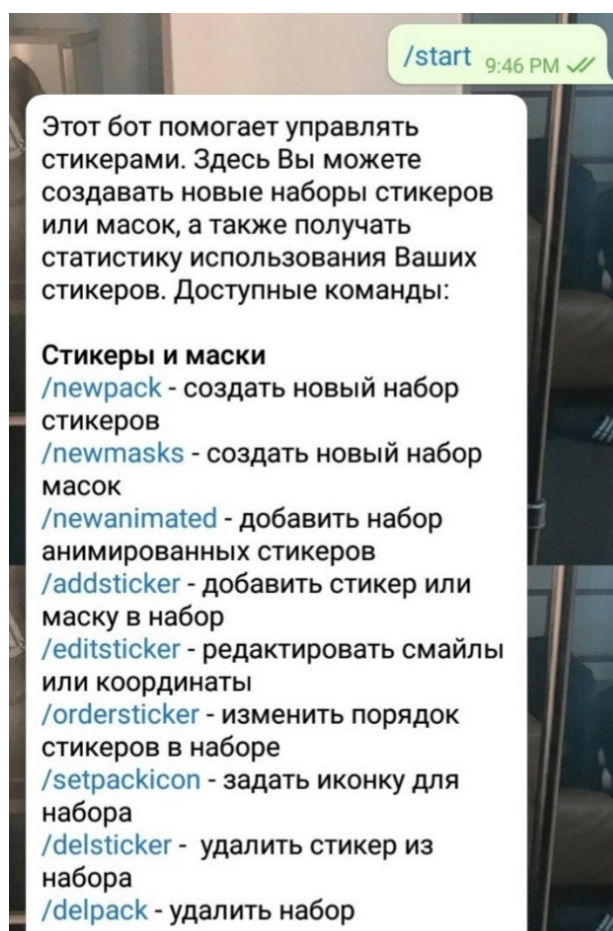 /start 9:46 PM
Этот бот помогает управлять
стикерами. Здесь Вы можете
создавать новые наборы стикеров
или масок, а также получать
статистику использования Ваших
стикеров. Доступные команды:
Стикеры и маски
/newpack - создать новый набор
стикеров
/newmasks - создать новый набор
масок
/newanimated - добавить набор
анимированных стикеров
/addsticker - добавить стикер или
маску в набор
/editsticker - редактировать смайлы
или координаты
/ordersticker - изменить порядок
стикеров в наборе
/setpackicon - задать иконку для
набора
/delsticker -  удалить стикер из
набора
/delpack - удалить набор